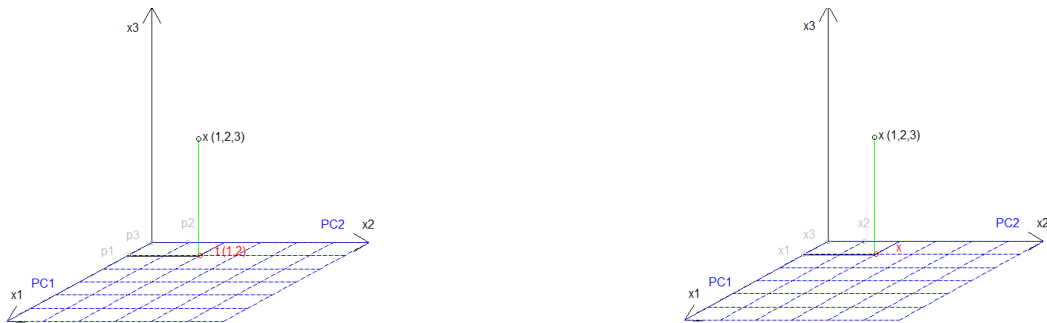 x3
x (1,2,3)
p2
p3
p1
PC2
x2
t (1,2)
PC1
x1
x3
x (1,2,3)
x2
x3
x1
PC2
x2
x
PC1
x1